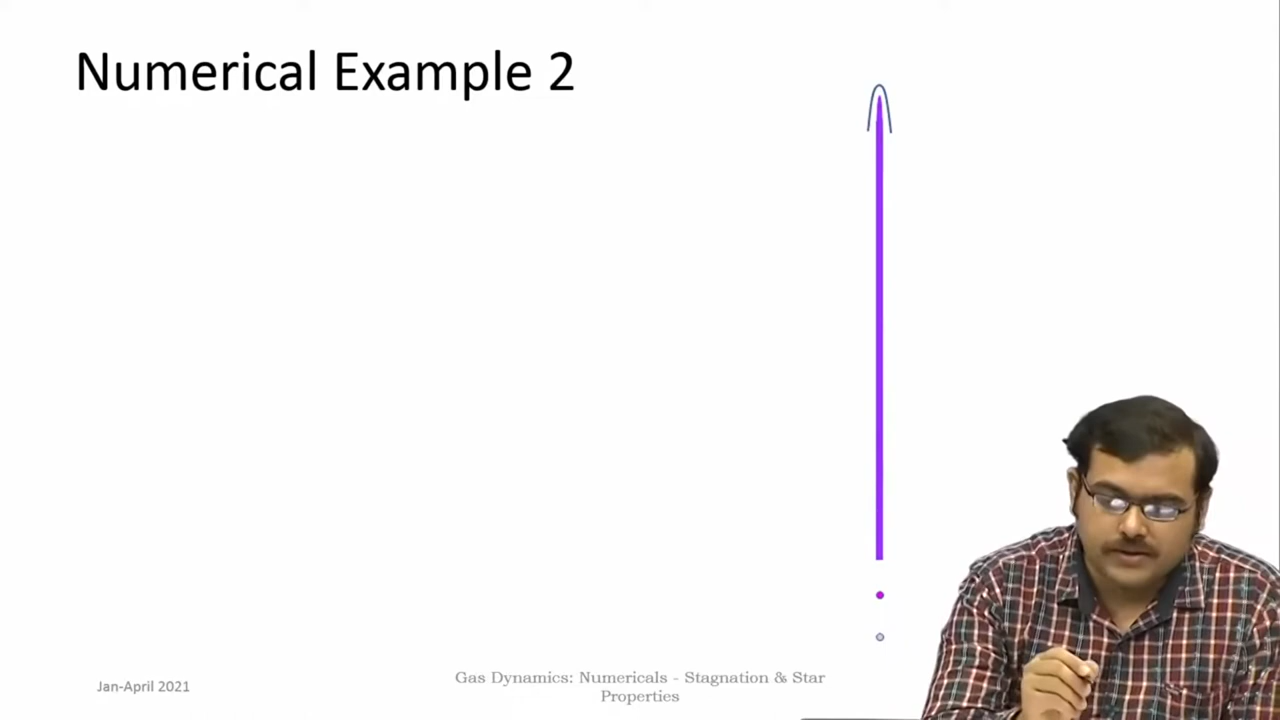 Numerical Example 2
Jan-April 2021
Gas Dynamics: Numericals - Stagnation & Star
Properties